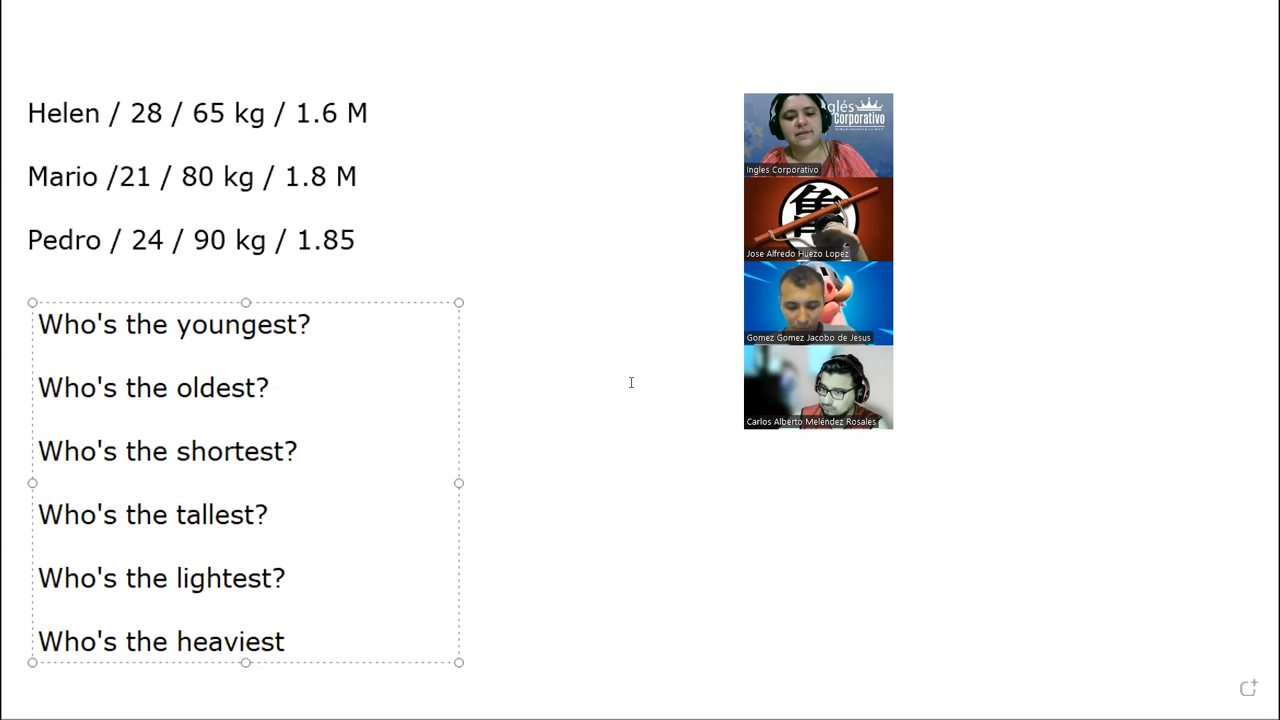 Helen / 28 / 65 kg / 1.6 M
Mario /21 / 80 kg / 1.8 M
Pedro / 24 / 90 kg / 1.85
Who's the youngest?
Who's the oldest?
Who's the shortest?
Who's the tallest?
Who's the lightest?
Who's the heaviest
glés
Corporativo
Ingles Corporativo
Jose Alfredo Huezo Lopez
Gomez Gomez Jacobo de Jesus
Carlos Alberto Meléndez Rosales